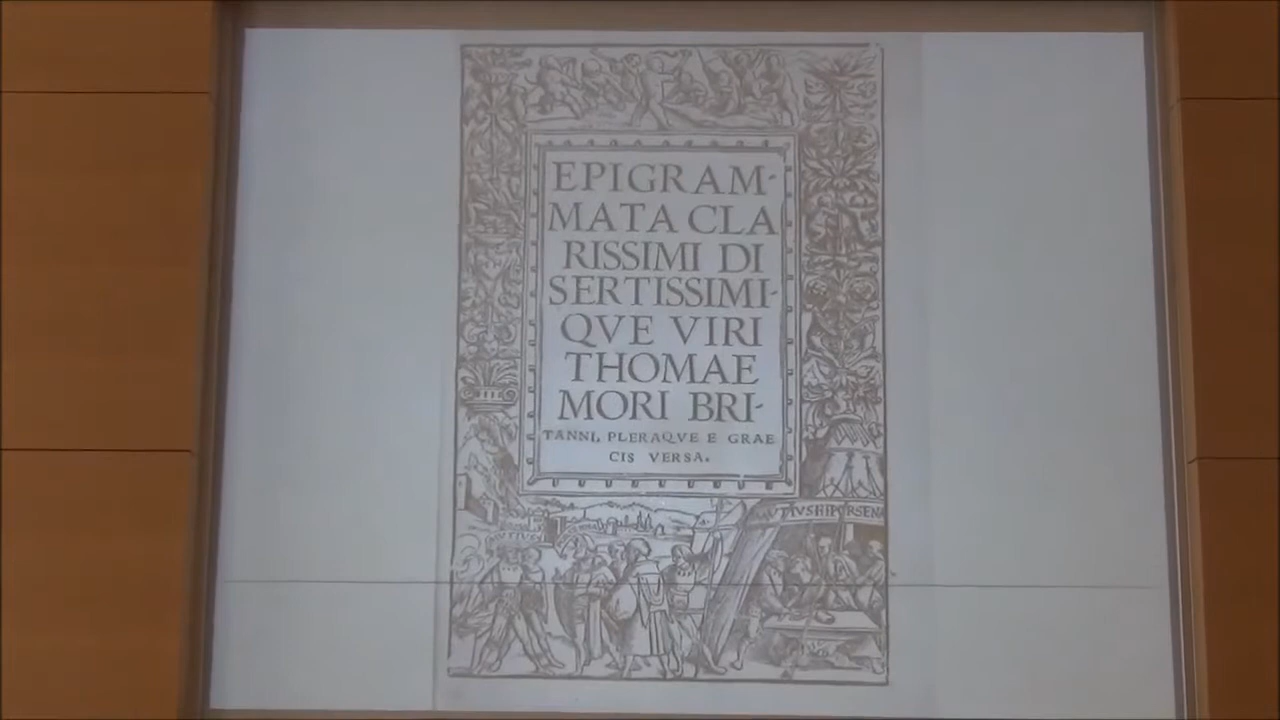 EPIGRAM-
MATA CLA
RISSIMI DI
SERTISSIMI-
QVE VIRI
THOMAE
MORI BRI-
TANNI, PLERAQVE E GRAE
CIS VERSA.